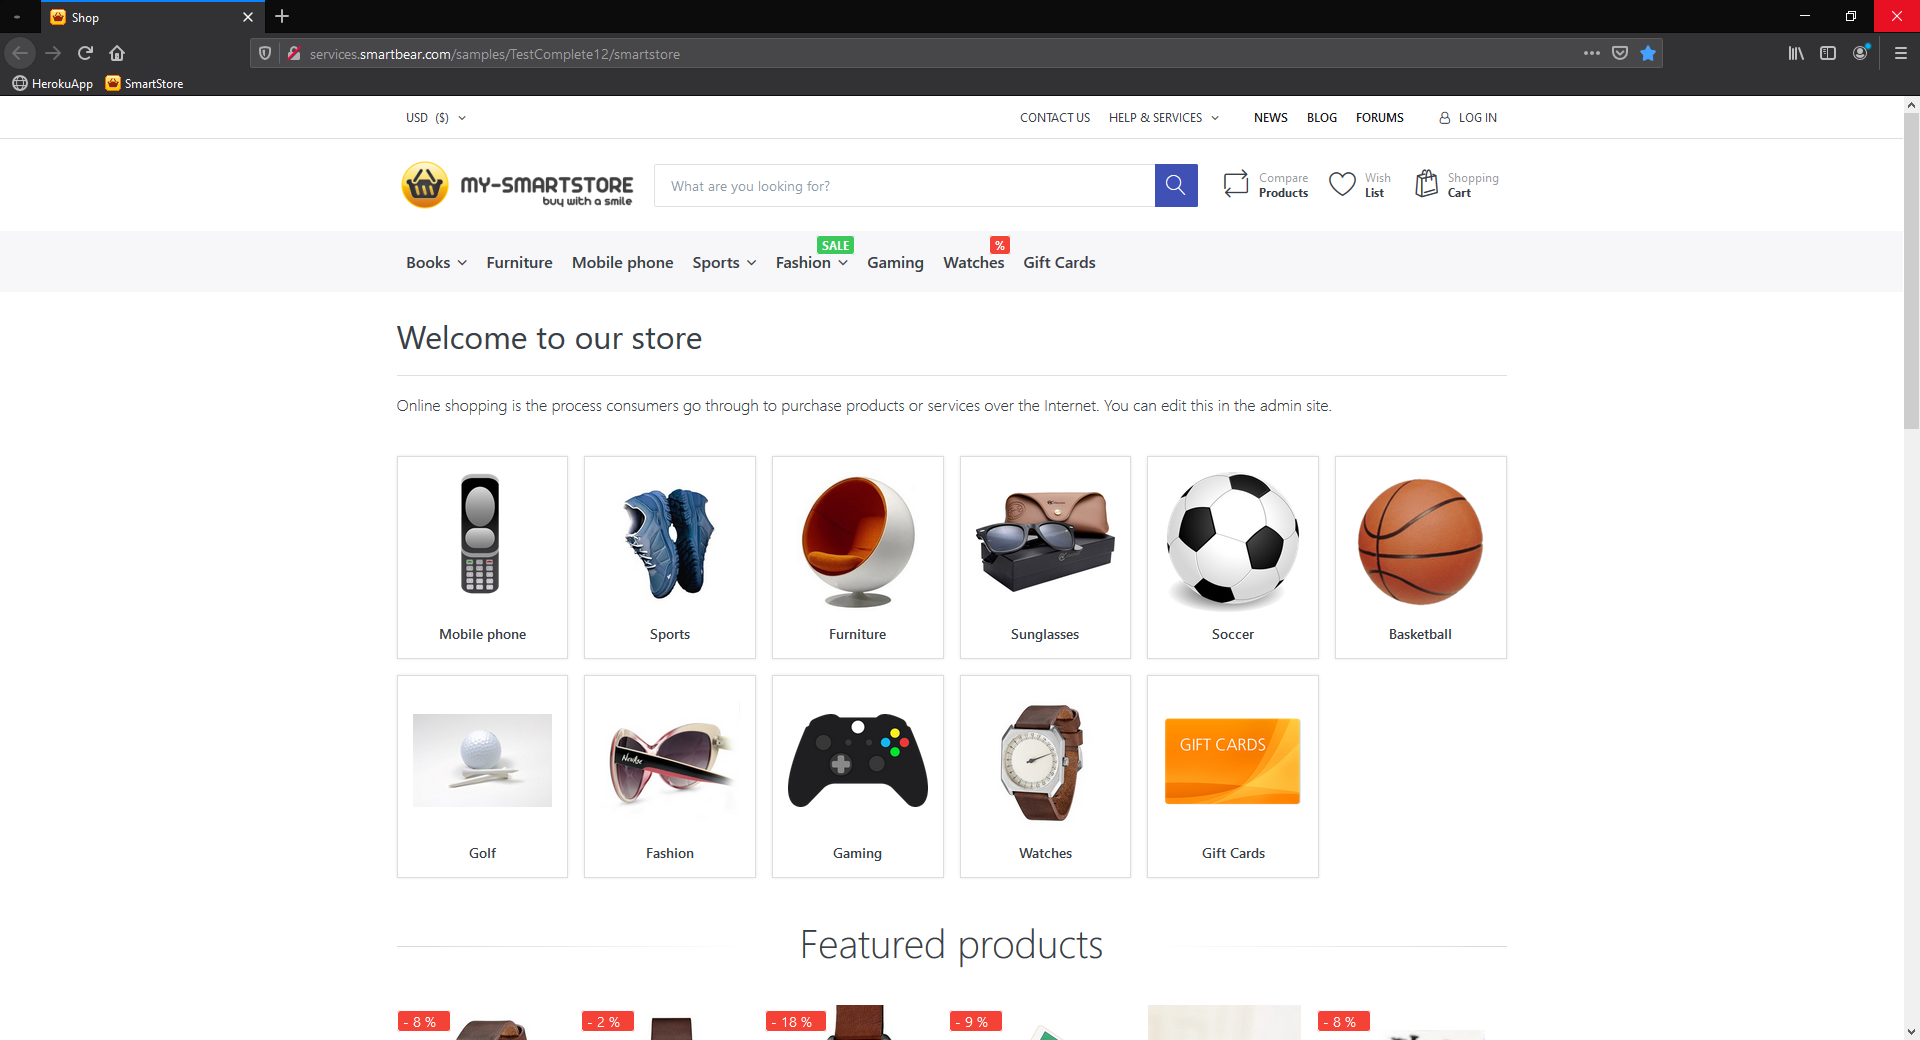 Shop
services.smartbear.com/samples/TestComplete12/smartstore
HerokuApp SmartStore
USD ($) CONTACT US HELP & SERVICES NEWS BLOG FORUMS LOG IN
MY-SMARTSTORE
buy with a smile
What are you looking for?
Compare Products
Wish List
Shopping Cart
SALE %
Books Furniture Mobile phone Sports Fashion Gaming Watches Gift Cards
Welcome to our store
Online shopping is the process consumers go through to purchase products or services over the Internet. You can edit this in the admin site.
Mobile phone Sports Furniture Sunglasses Soccer Basketball
GIFT CARDS
Golf Fashion Gaming Watches Gift Cards
Featured products
- 8 % - 2 % - 18 % - 9 % - 8 %